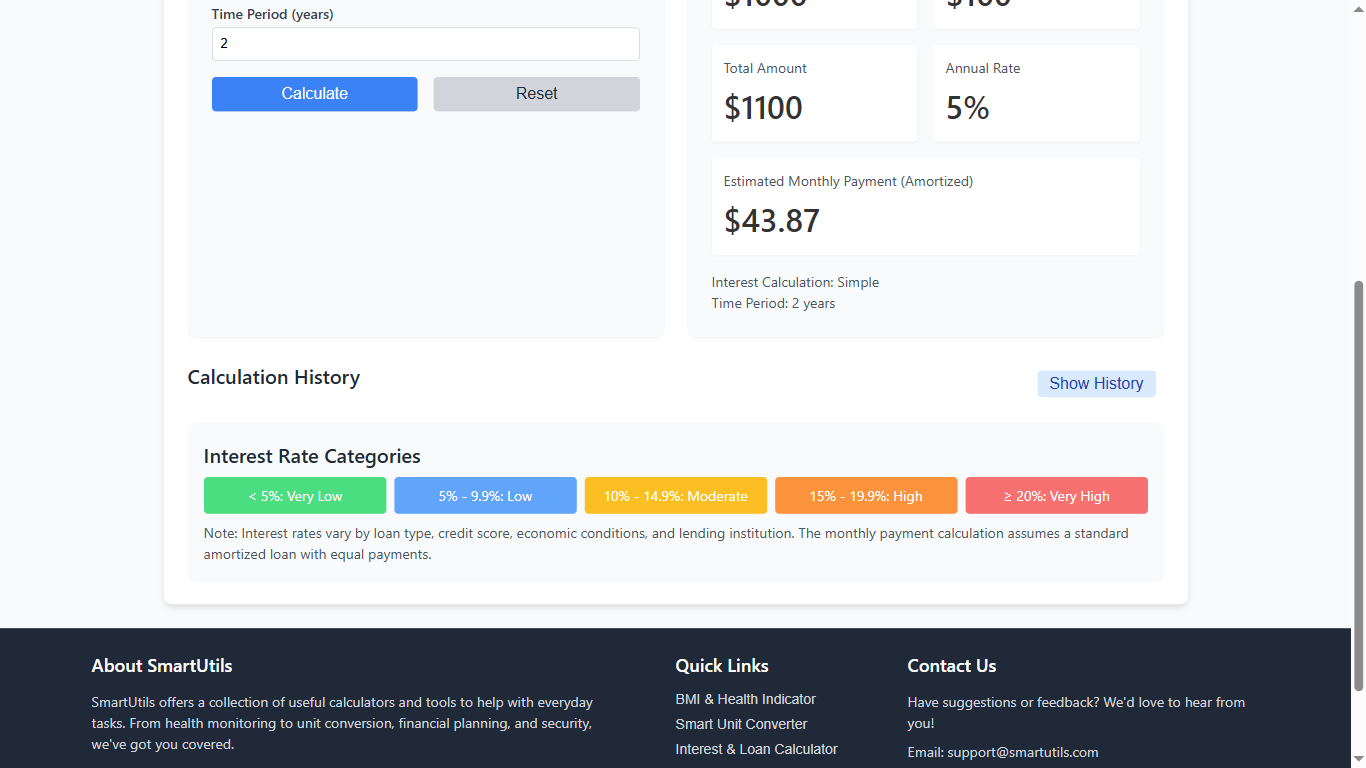 Time Period (years)
2
Calculate
Reset
$1000
$100
Total Amount
$1100
Annual Rate
5%
Estimated Monthly Payment (Amortized)
$43.87
Interest Calculation: Simple
Time Period: 2 years
Calculation History
Show History
Interest Rate Categories
< 5%: Very Low
5% - 9.9%: Low
10% - 14.9%: Moderate
15% - 19.9%: High
≥ 20%: Very High
Note: Interest rates vary by loan type, credit score, economic conditions, and lending institution. The monthly payment calculation assumes a standard
amortized loan with equal payments.
About SmartUtils
SmartUtils offers a collection of useful calculators and tools to help with everyday
tasks. From health monitoring to unit conversion, financial planning, and security,
we've got you covered.
Quick Links
BMI & Health Indicator
Smart Unit Converter
Interest & Loan Calculator
Contact Us
Have suggestions or feedback? We'd love to hear from
you!
Email: support@smartutils.com